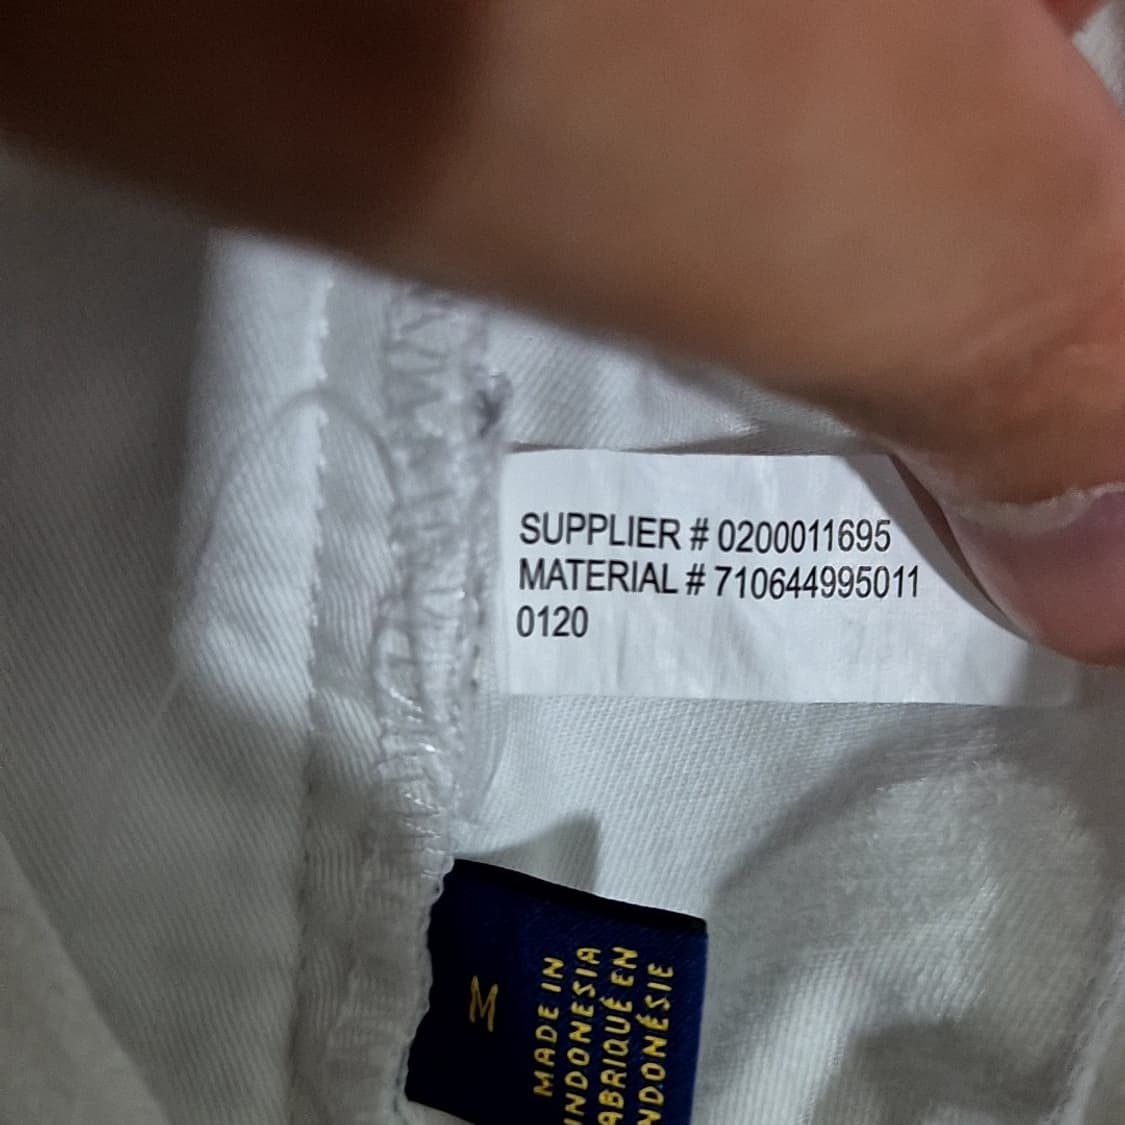 SUPPLIER # 0200011695
MATERIAL # 710644995011
0120
M
MADE IN
INDONESIA
FABRIQUÉ EN
INDONÉSIE